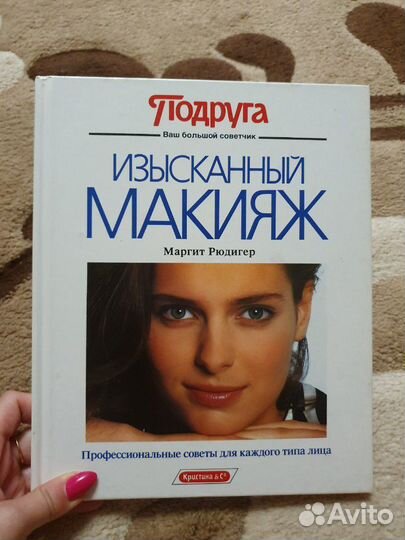 Подруга
Ваш большой советчик
ИЗЫСКАННЫЙ
МАКИЯЖ
Маргит Рюдигер
Профессиональные советы для каждого типа лица
Кристина & С°
Avito